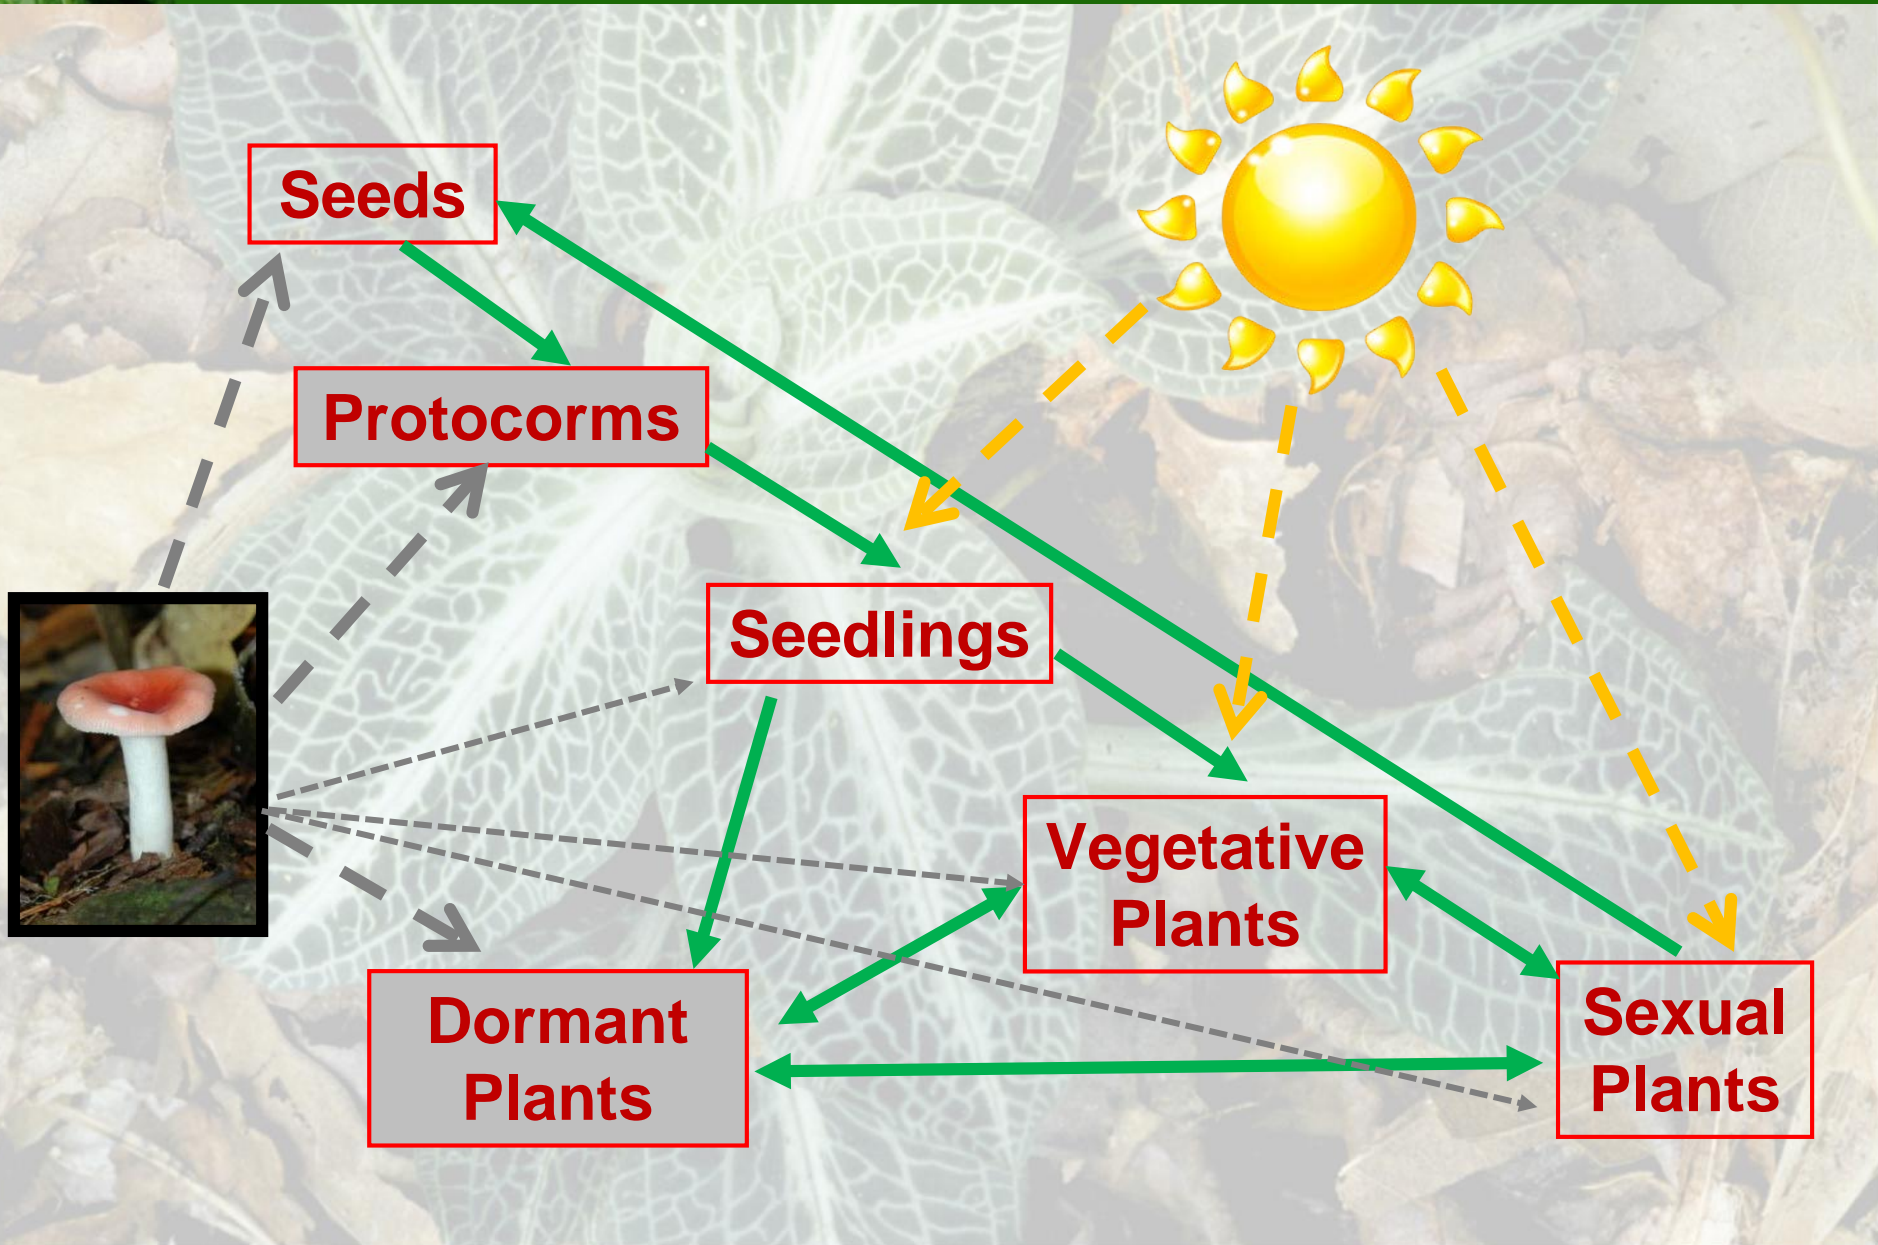 Seeds
Protocorms
Seedlings
Vegetative
Plants
Dormant
Plants
Sexual
Plants